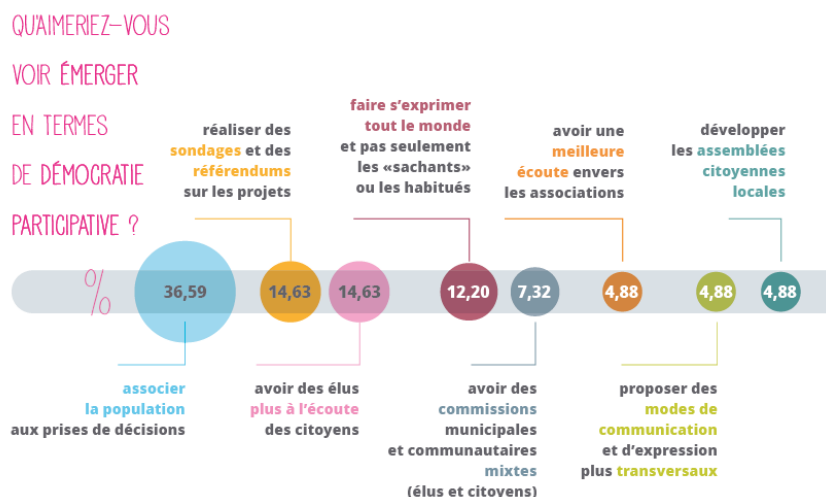 QU'AIMERIEZ-VOUS
VOIR ÉMERGER
EN TERMES
DE DÉMOCRATIE
PARTICIPATIVE ?
réaliser des
sondages et des
référendums
sur les projets
faire s'exprimer
tout le monde
et pas seulement
les «sachants»
ou les habitués
avoir une
meilleure
écoute envers
les associations
développer
les assemblées
citoyennes
locales
%
36,59
14,63
14,63
12,20
7,32
4,88
4,88
4,88
associer
la population
aux prises de décisions
avoir des élus
plus à l'écoute
des citoyens
avoir des
commissions
municipales
et communautaires
mixtes
(élus et citoyens)
proposer des
modes de
communication
et d'expression
plus transversaux